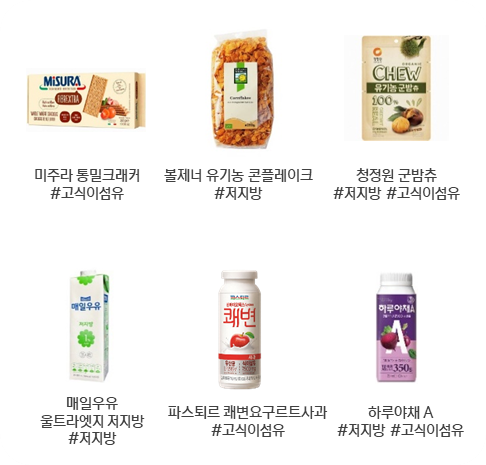 MiSURA
FIBREXTRA
Cornflakes
ORGANIC
CHEW
유기농 군밤츄
100%
미주라 통밀크래커
#고식이섬유
볼제너 유기농 콘플레이크
#저지방
청정원 군밤츄
#저지방 #고식이섬유
매일우유
저지방
파스퇴르
쾌변
하루야채A
A
350g
매일우유
울트라엣지 저지방
#저지방
파스퇴르 쾌변요구르트사과
#고식이섬유
하루야채 A
#저지방 #고식이섬유